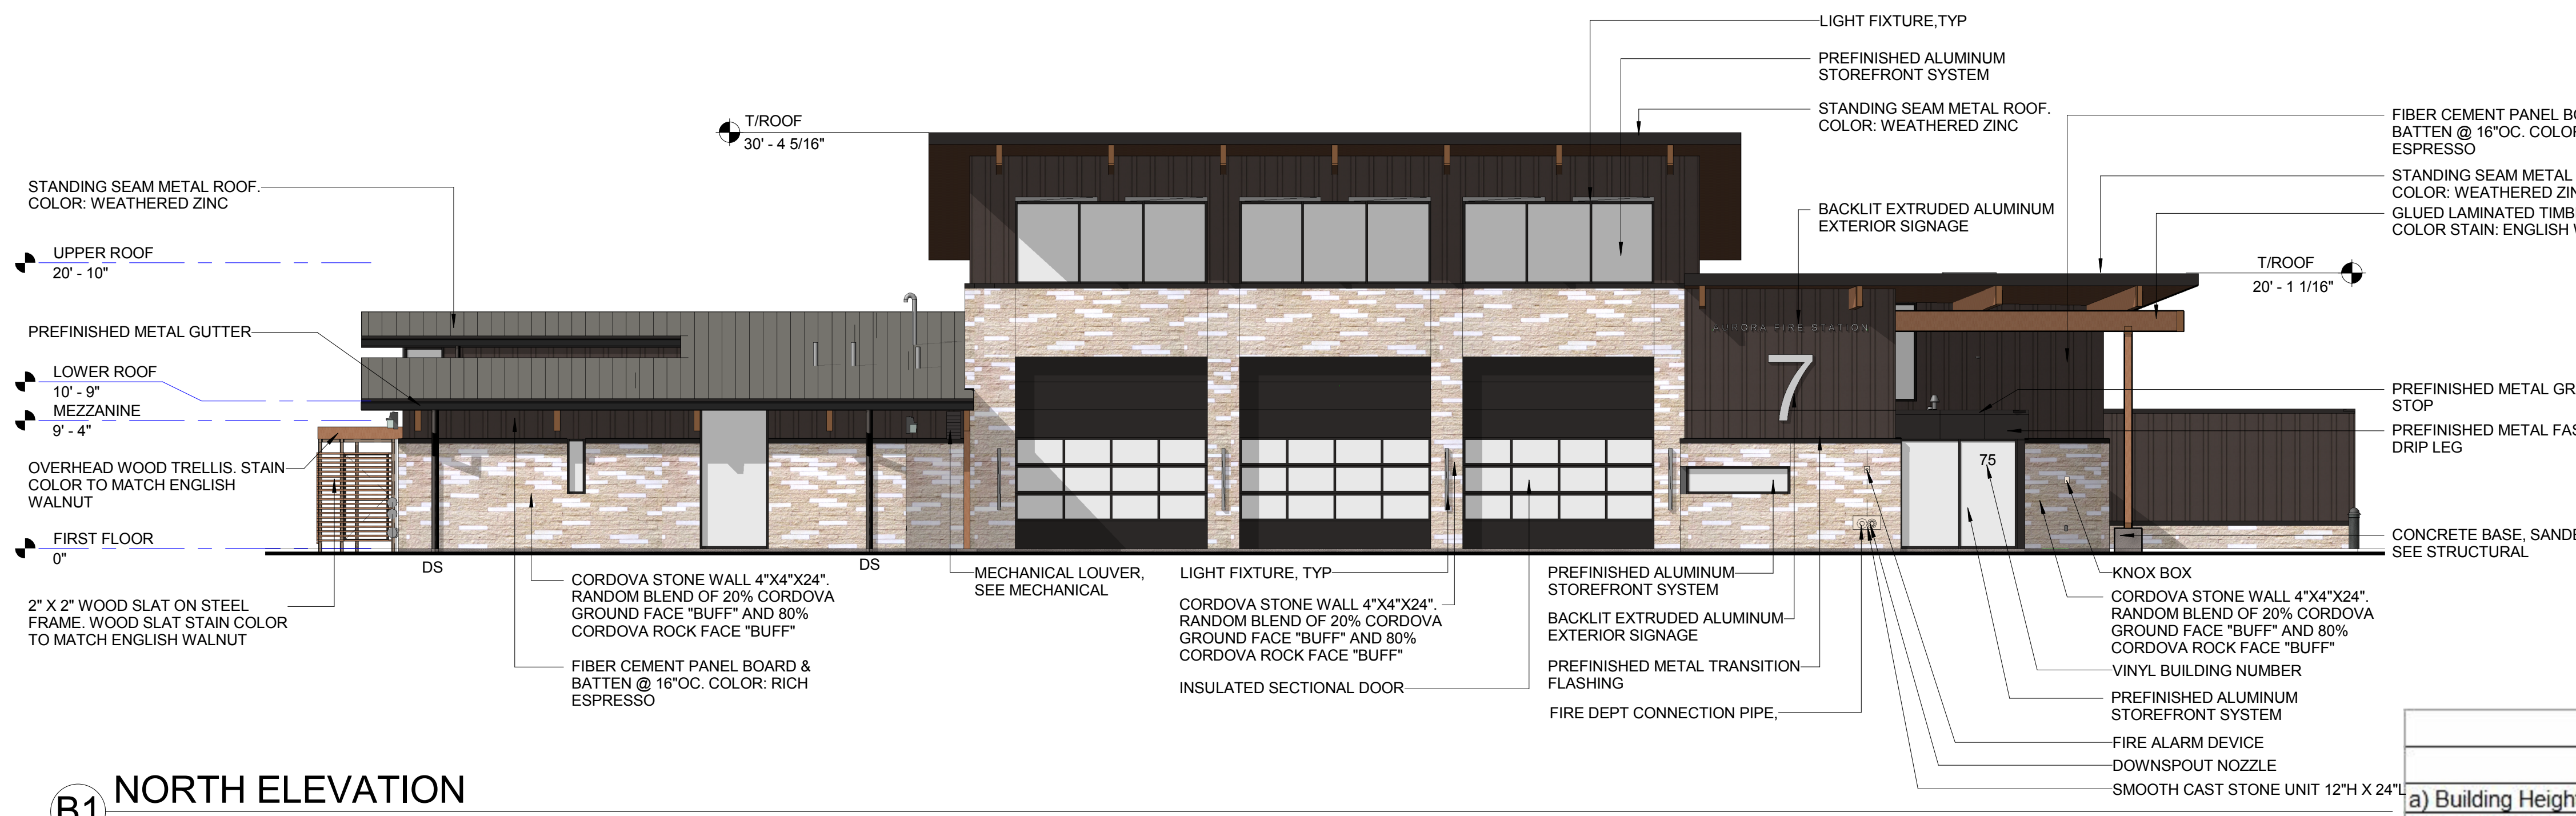 LIGHT FIXTURE,TYP
PREFINISHED ALUMINUM
STOREFRONT SYSTEM
STANDING SEAM METAL ROOF.
COLOR: WEATHERED ZINC
BACKLIT EXTRUDED ALUMINUM
EXTERIOR SIGNAGE
T/ROOF
30' - 4 5/16"
STANDING SEAM METAL ROOF.
COLOR: WEATHERED ZINC
UPPER ROOF
20' - 10"
PREFINISHED METAL GUTTER
LOWER ROOF
10' - 9"
MEZZANINE
9' - 4"
OVERHEAD WOOD TRELLIS. STAIN
COLOR TO MATCH ENGLISH
WALNUT
FIRST FLOOR
0"
2" X 2" WOOD SLAT ON STEEL
FRAME. WOOD SLAT STAIN COLOR
TO MATCH ENGLISH WALNUT
FIBER CEMENT PANEL
BATTEN @ 16"OC.
ESPRESSO
STANDING SEAM METAL
COLOR: WEATHERED
GLUED LAMINATED
COLOR STAIN: ENGLISH
T/ROOF
20' - 1 1/16"
PREFINISHED METAL
STOP
PREFINISHED METAL
DRIP LEG
CONCRETE BASE,
SEE STRUCTURAL
AURORA FIRE STATION
7
75
DS
DS
CORDOVA STONE WALL 4"X4"X24".
RANDOM BLEND OF 20% CORDOVA
GROUND FACE "BUFF" AND 80%
CORDOVA ROCK FACE "BUFF"
FIBER CEMENT PANEL BOARD &
BATTEN @ 16"OC. COLOR: RICH
ESPRESSO
MECHANICAL LOUVER,
SEE MECHANICAL
LIGHT FIXTURE, TYP
CORDOVA STONE WALL 4"X4"X24".
RANDOM BLEND OF 20% CORDOVA
GROUND FACE "BUFF" AND 80%
CORDOVA ROCK FACE "BUFF"
INSULATED SECTIONAL DOOR
PREFINISHED ALUMINUM
STOREFRONT SYSTEM
BACKLIT EXTRUDED ALUMINUM
EXTERIOR SIGNAGE
PREFINISHED METAL TRANSITION
FLASHING
FIRE DEPT CONNECTION PIPE,
KNOX BOX
CORDOVA STONE WALL 4"X4"X24".
RANDOM BLEND OF 20% CORDOVA
GROUND FACE "BUFF" AND 80%
CORDOVA ROCK FACE "BUFF"
VINYL BUILDING NUMBER
PREFINISHED ALUMINUM
STOREFRONT SYSTEM
FIRE ALARM DEVICE
DOWNSPOUT NOZZLE
SMOOTH CAST STONE UNIT 12"H X 24"L
B1
NORTH ELEVATION
a) Building Height